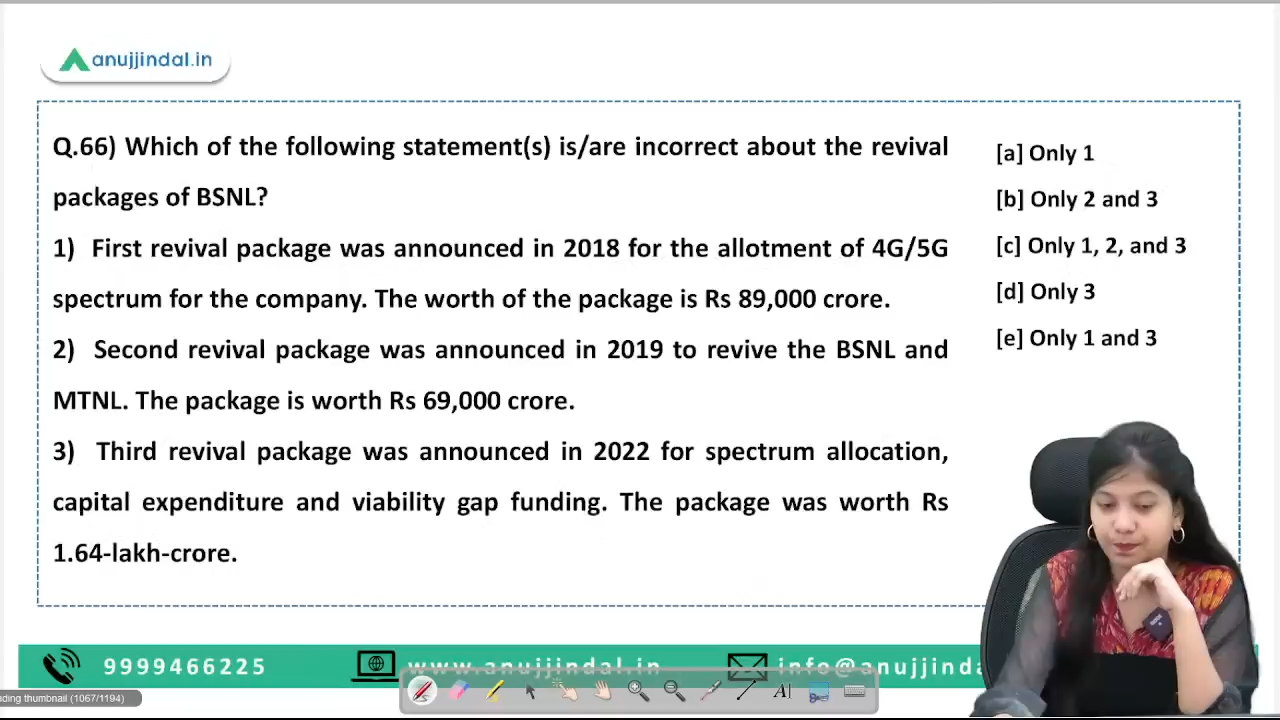 anujjindal.in
Q.66) Which of the following statement(s) is/are incorrect about the revival
packages of BSNL?
1) First revival package was announced in 2018 for the allotment of 4G/5G
spectrum for the company. The worth of the package is Rs 89,000 crore.
2) Second revival package was announced in 2019 to revive the BSNL and
MTNL. The package is worth Rs 69,000 crore.
3) Third revival package was announced in 2022 for spectrum allocation,
capital expenditure and viability gap funding. The package was worth Rs
1.64-lakh-crore.
[a] Only 1
[b] Only 2 and 3
[c] Only 1, 2, and 3
[d] Only 3
[e] Only 1 and 3
9999466225 www.anujjindal.in info@anujjinda
ding thumbnail (1067/1194)